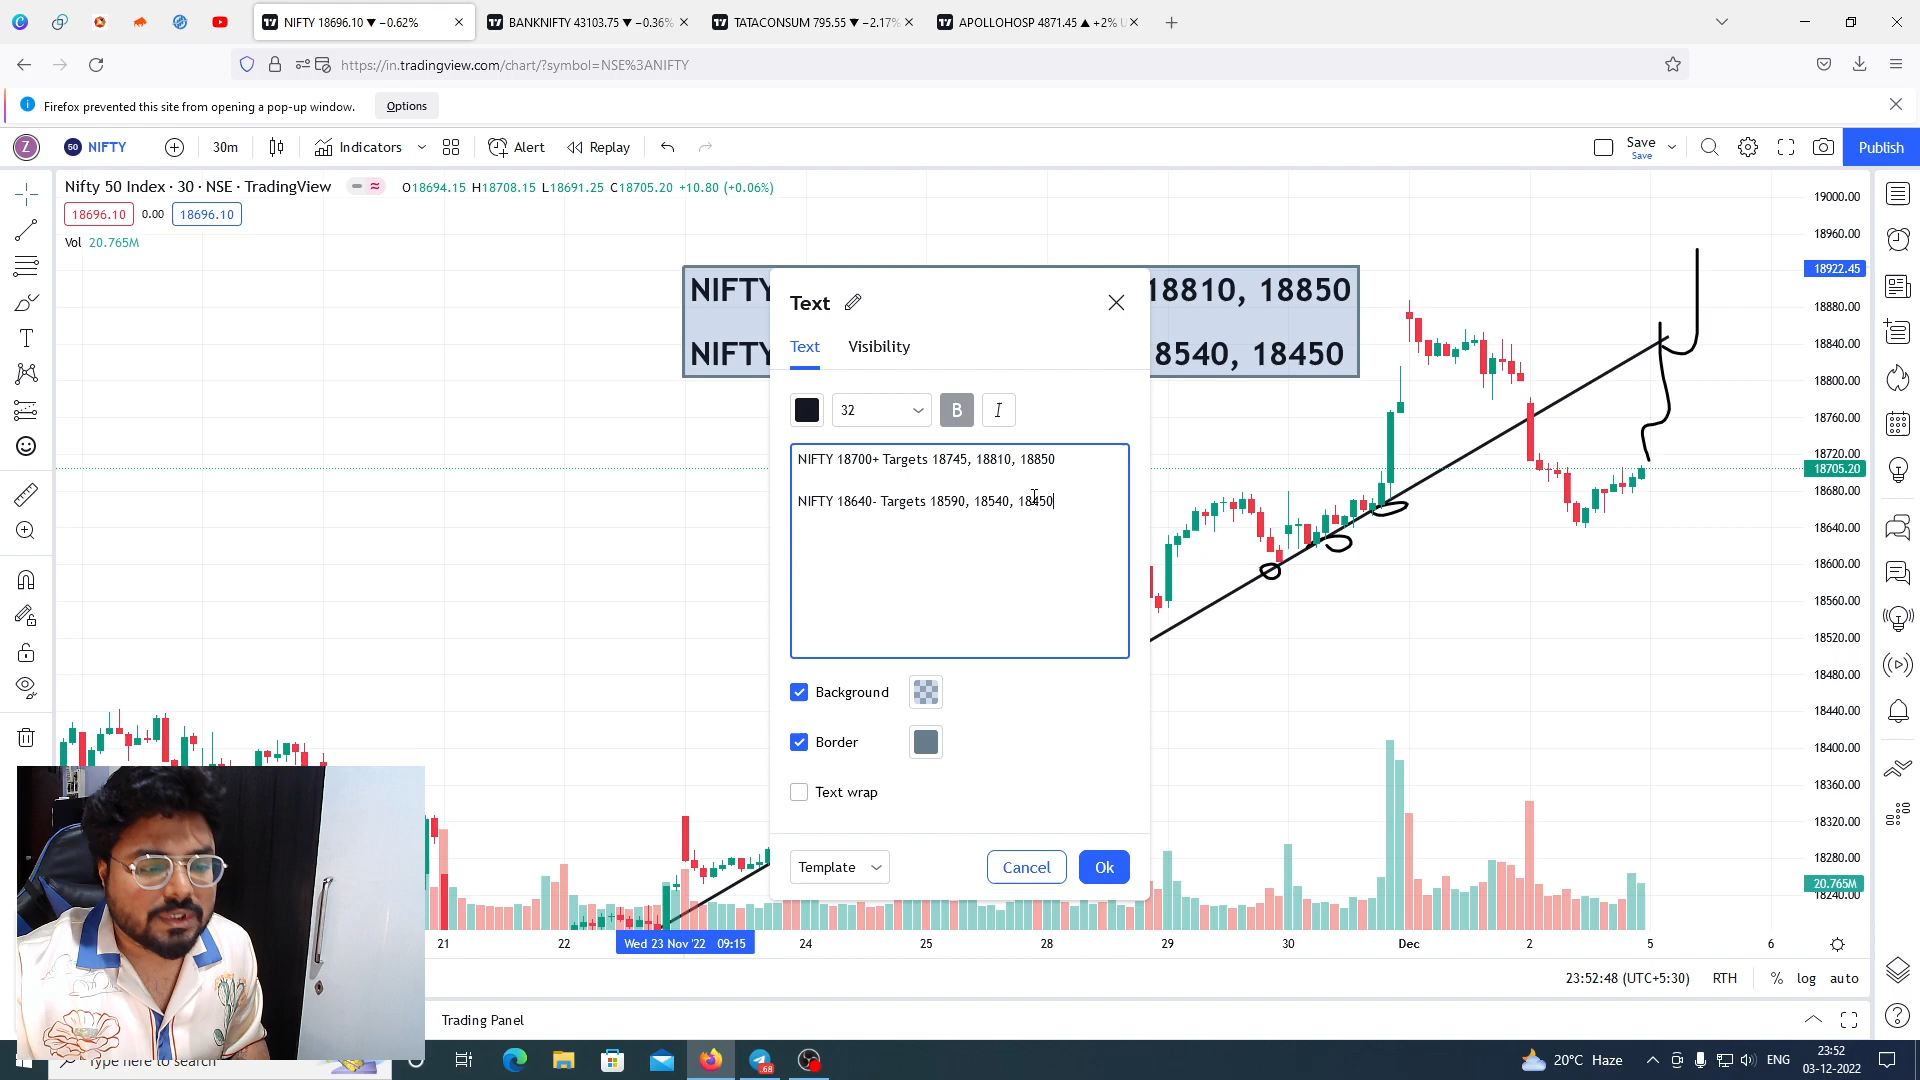 NIFTY 18696.10 ▼ −0.62%
BANKNIFTY 43103.75 ▼ −0.36%
TATACONSUM 795.55 ▼ −2.17%
APOLLOHOSP 4871.45 ▲ +2% U
https://in.tradingview.com/chart/?symbol=NSE%3ANIFTY
Firefox prevented this site from opening a pop-up window.
Options
Z
50
NIFTY
30m
Indicators
Alert
Replay
Save
Save
Publish
Nifty 50 Index · 30 · NSE · TradingView
O18694.15 H18708.15 L18691.25 C18705.20 +10.80 (+0.06%)
18696.10
0.00
18696.10
Vol 20.765M
NIFTY
18810, 18850
NIFTY
8540, 18450
Text
Text
Visibility
32
B
I
NIFTY 18700+ Targets 18745, 18810, 18850
NIFTY 18640- Targets 18590, 18540, 18450
Background
Border
Text wrap
Template
Cancel
Ok
19000.00
18960.00
18922.45
18880.00
18840.00
18800.00
18760.00
18720.00
18705.20
18680.00
18640.00
18600.00
18560.00
18520.00
18480.00
18440.00
18400.00
18360.00
18320.00
18280.00
20.765M
18240.00
21
22
Wed 23 Nov '22 09:15
24
25
28
29
30
Dec
2
5
6
23:52:48 (UTC+5:30)
RTH
%
log
auto
Trading Panel
Type here to search
.68
20°C Haze
ENG
23:52
03-12-2022